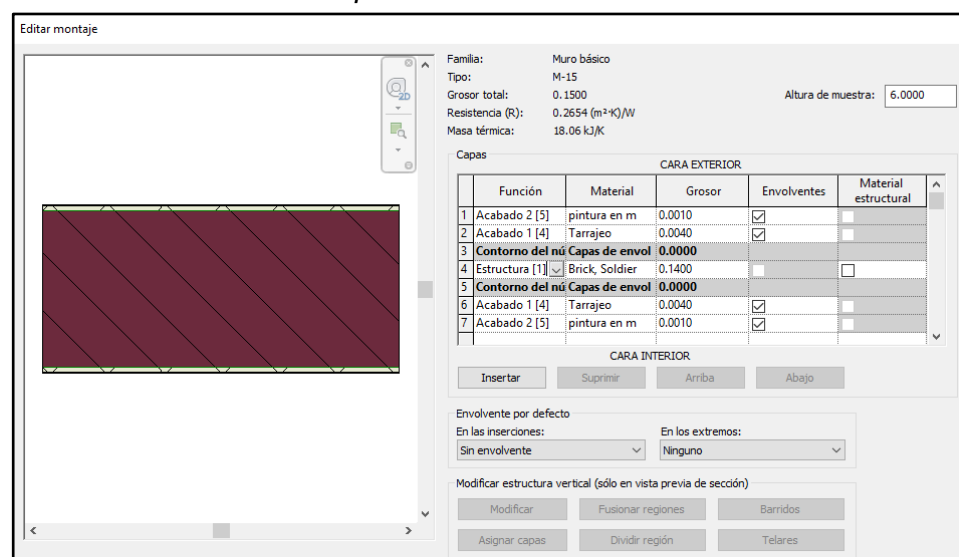 Editar montaje
2D
Familia: Muro básico
Tipo: M-15
Grosor total: 0.1500 Altura de muestra: 6.0000
Resistencia (R): 0.2654 (m²·K)/W
Masa térmica: 18.06 kJ/K
Capas
CARA EXTERIOR
Función Material Grosor Envolventes Material estructural
1 Acabado 2 [5] pintura en m 0.0010
2 Acabado 1 [4] Tarrajeo 0.0040
3 Contorno del nú Capas de envol 0.0000
4 Estructura [1] Brick, Soldier 0.1400
5 Contorno del nú Capas de envol 0.0000
6 Acabado 1 [4] Tarrajeo 0.0040
7 Acabado 2 [5] pintura en m 0.0010
CARA INTERIOR
Insertar Suprimir Arriba Abajo
Envolvente por defecto
En las inserciones: En los extremos:
Sin envolvente Ninguno
Modificar estructura vertical (sólo en vista previa de sección)
Modificar Fusionar regiones Barridos
Asignar capas Dividir región Telares